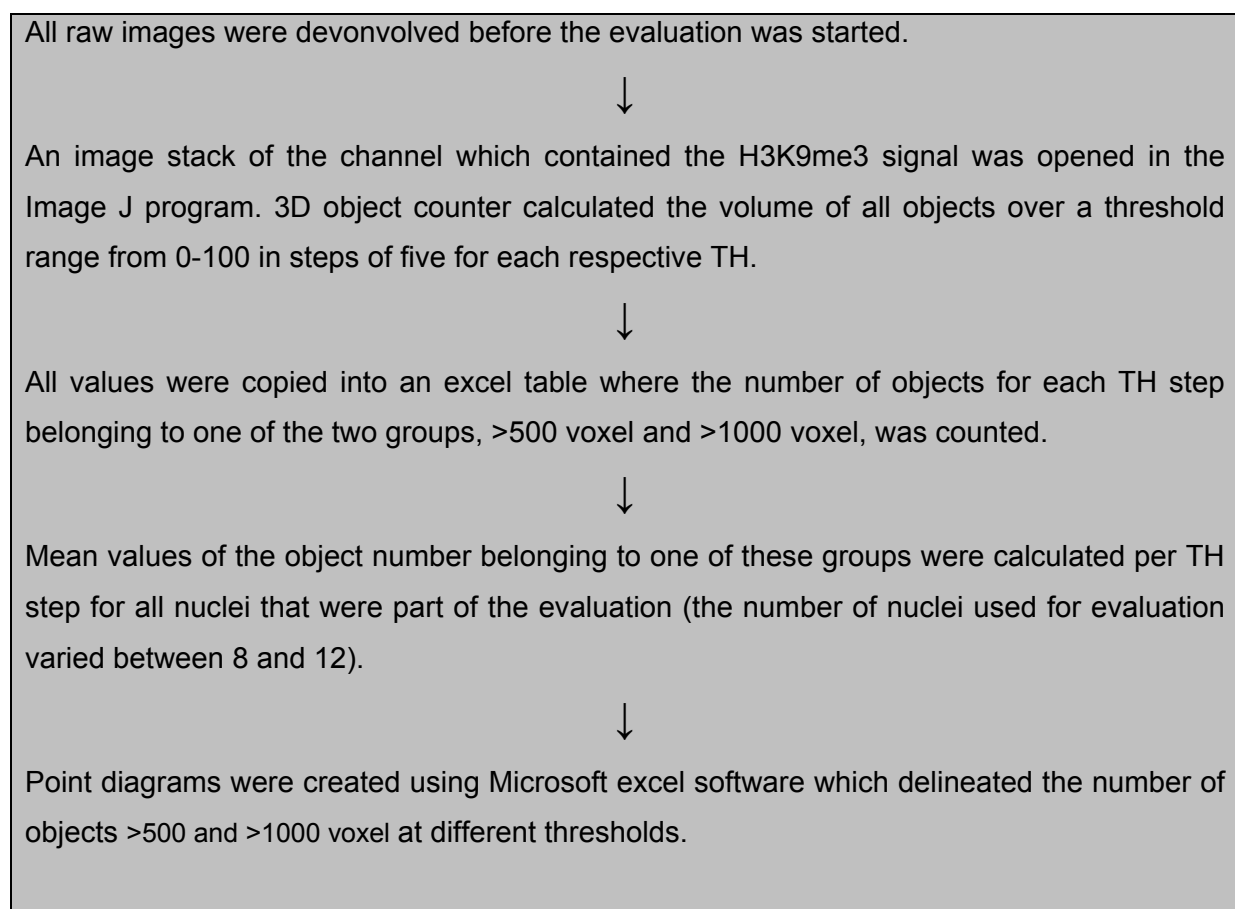 All raw images were devonvolved before the evaluation was started.
↓
An image stack of the channel which contained the H3K9me3 signal was opened in the
Image J program. 3D object counter calculated the volume of all objects over a threshold
range from 0-100 in steps of five for each respective TH.
↓
All values were copied into an excel table where the number of objects for each TH step
belonging to one of the two groups, >500 voxel and >1000 voxel, was counted.
↓
Mean values of the object number belonging to one of these groups were calculated per TH
step for all nuclei that were part of the evaluation (the number of nuclei used for evaluation
varied between 8 and 12).
↓
Point diagrams were created using Microsoft excel software which delineated the number of
objects >500 and >1000 voxel at different thresholds.